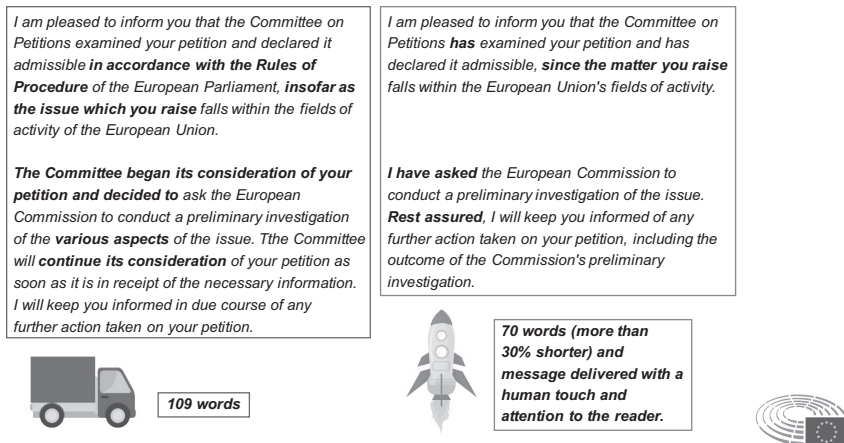 I am pleased to inform you that the Committee on
Petitions examined your petition and declared it
admissible in accordance with the Rules of
Procedure of the European Parliament, insofar as
the issue which you raise falls within the fields of
activity of the European Union.
The Committee began its consideration of your
petition and decided to ask the European
Commission to conduct a preliminary investigation
of the various aspects of the issue. Tthe Committee
will continue its consideration of your petition as
soon as it is in receipt of the necessary information.
I will keep you informed in due course of any
further action taken on your petition.
109 words
I am pleased to inform you that the Committee on
Petitions has examined your petition and has
declared it admissible, since the matter you raise
falls within the European Union's fields of activity.
I have asked the European Commission to
conduct a preliminary investigation of the issue.
Rest assured, I will keep you informed of any
further action taken on your petition, including the
outcome of the Commission's preliminary
investigation.
70 words (more than
30% shorter) and
message delivered with a
human touch and
attention to the reader.